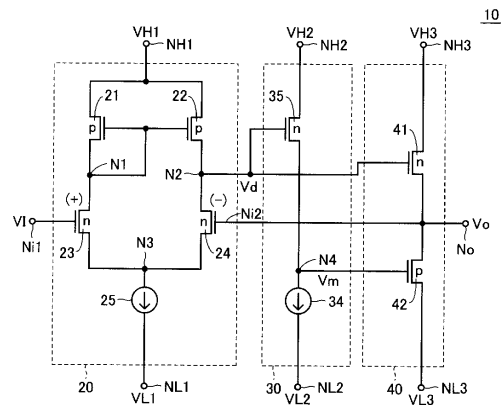 10
VH1 VH2 VH3
NH1 NH2 NH3
21 22 35
p p n 41
n
N1 N2
Vd
(+) (-)
VI n n Ni2 Vo
Ni1 23 24 No
N3 N4 p
Vm
25 34 42
NL1 NL2 NL3
20 30 40
VL1 VL2 VL3